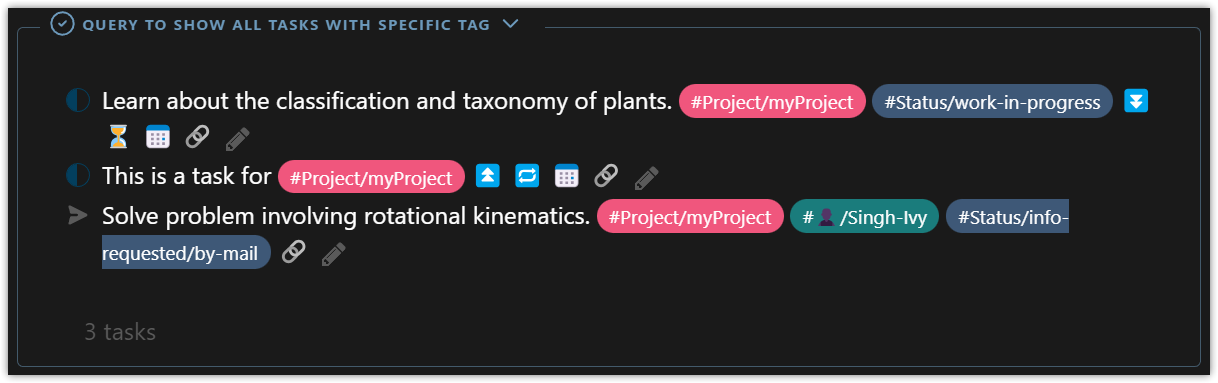 QUERY TO SHOW ALL TASKS WITH SPECIFIC TAG
Learn about the classification and taxonomy of plants. #Project/myProject #Status/work-in-progress ⏬
⏳ 📅 🔗
This is a task for #Project/myProject ⏫ 🔁 📅 🔗
Solve problem involving rotational kinematics. #Project/myProject #👤/Singh-Ivy #Status/info-
requested/by-mail 🔗
3 tasks